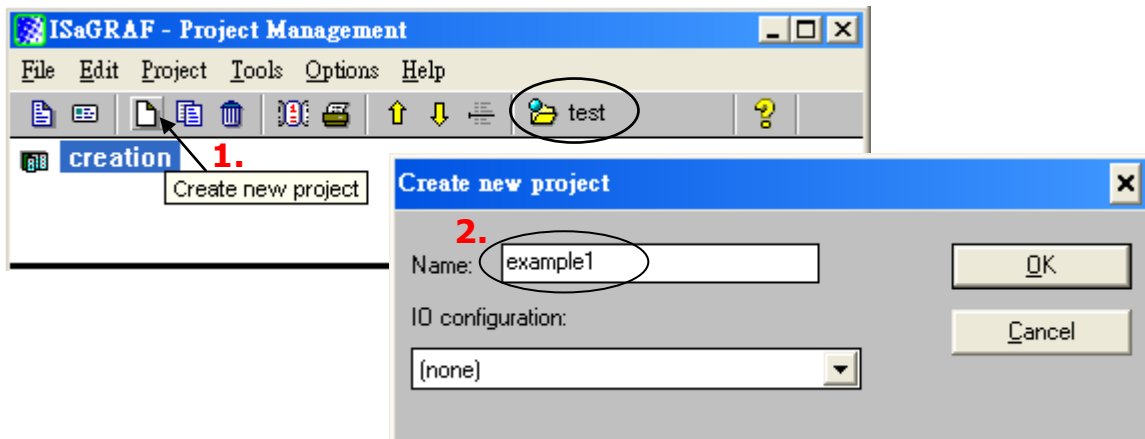 ISaGRAF - Project Management
File Edit Project Tools Options Help
test
creation
1.
Create new project
Create new project
2.
Name: example1
OK
IO configuration:
Cancel
(none)